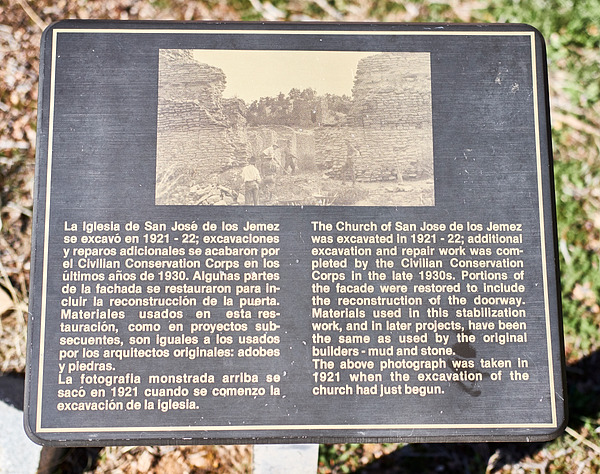 La Iglesia de San José de los Jemez
se excavó en 1921 - 22; excavaciones
y reparos adicionales se acabaron por
el Civilian Conservation Corps en los
últimos años de 1930. Algunas partes
de la fachada se restauraron para in-
cluir la reconstrucción de la puerta.
Materiales usados en esta res-
tauración, como en proyectos sub-
secuentes, son iguales a los usados
por los arquitectos originales: adobes
y piedras.
La fotografia monstrada arriba se
sacó en 1921 cuando se comenzo la
excavación de la iglesia.
The Church of San Jose de los Jemez
was excavated in 1921 - 22; additional
excavation and repair work was com-
pleted by the Civilian Conservation
Corps in the late 1930s. Portions of
the facade were restored to include
the reconstruction of the doorway.
Materials used in this stabilization
work, and in later projects, have been
the same as used by the original
builders - mud and stone.
The above photograph was taken in
1921 when the excavation of the
church had just begun.